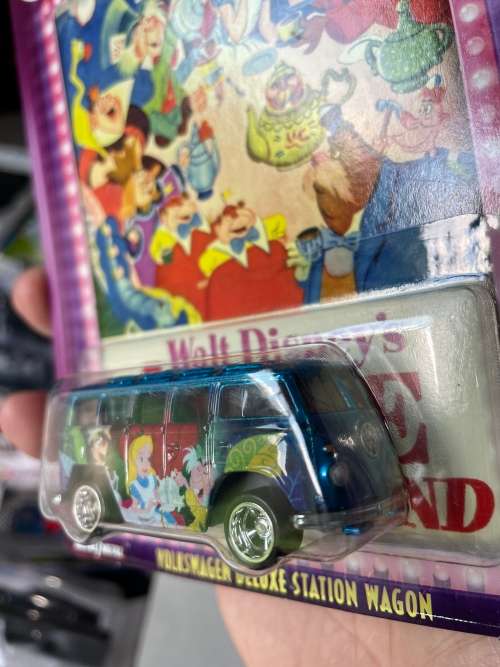 Walt Disney's
E
ND
VOLKSWAGEN DELUXE STATION WAGON